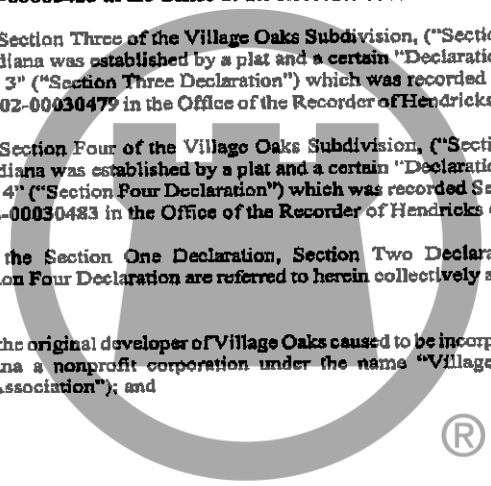 Section Three of the Village Oaks Subdivision, ("Secti
diana was established by a plat and a certain "Declaratio
3" ("Section Three Declaration") which was recorded
02-00030479 in the Office of the Recorder of Hendricks
Section Four of the Village Oaks Subdivision, ("Secti
diana was established by a plat and a certain "Declaratio
4" ("Section Four Declaration") which was recorded Se
-00030483 in the Office of the Recorder of Hendricks
the Section One Declaration, Section Two Declara
on Four Declaration are referred to herein collectively a
the original developer of Village Oaks caused to be incorp
na a nonprofit corporation under the name "Village
ssociation"); and
®